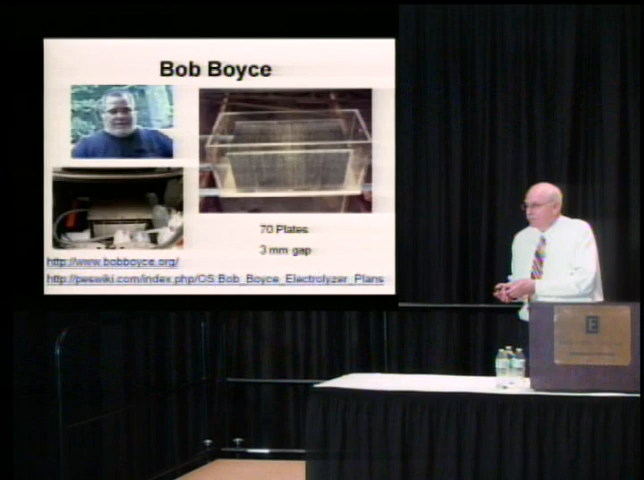 Bob Boyce
70 Plates
3 mm gap
http://www.bobboyce.org/
http://peswiki.com/index.php/OS:Bob_Boyce_Electrolyzer_Plans
E